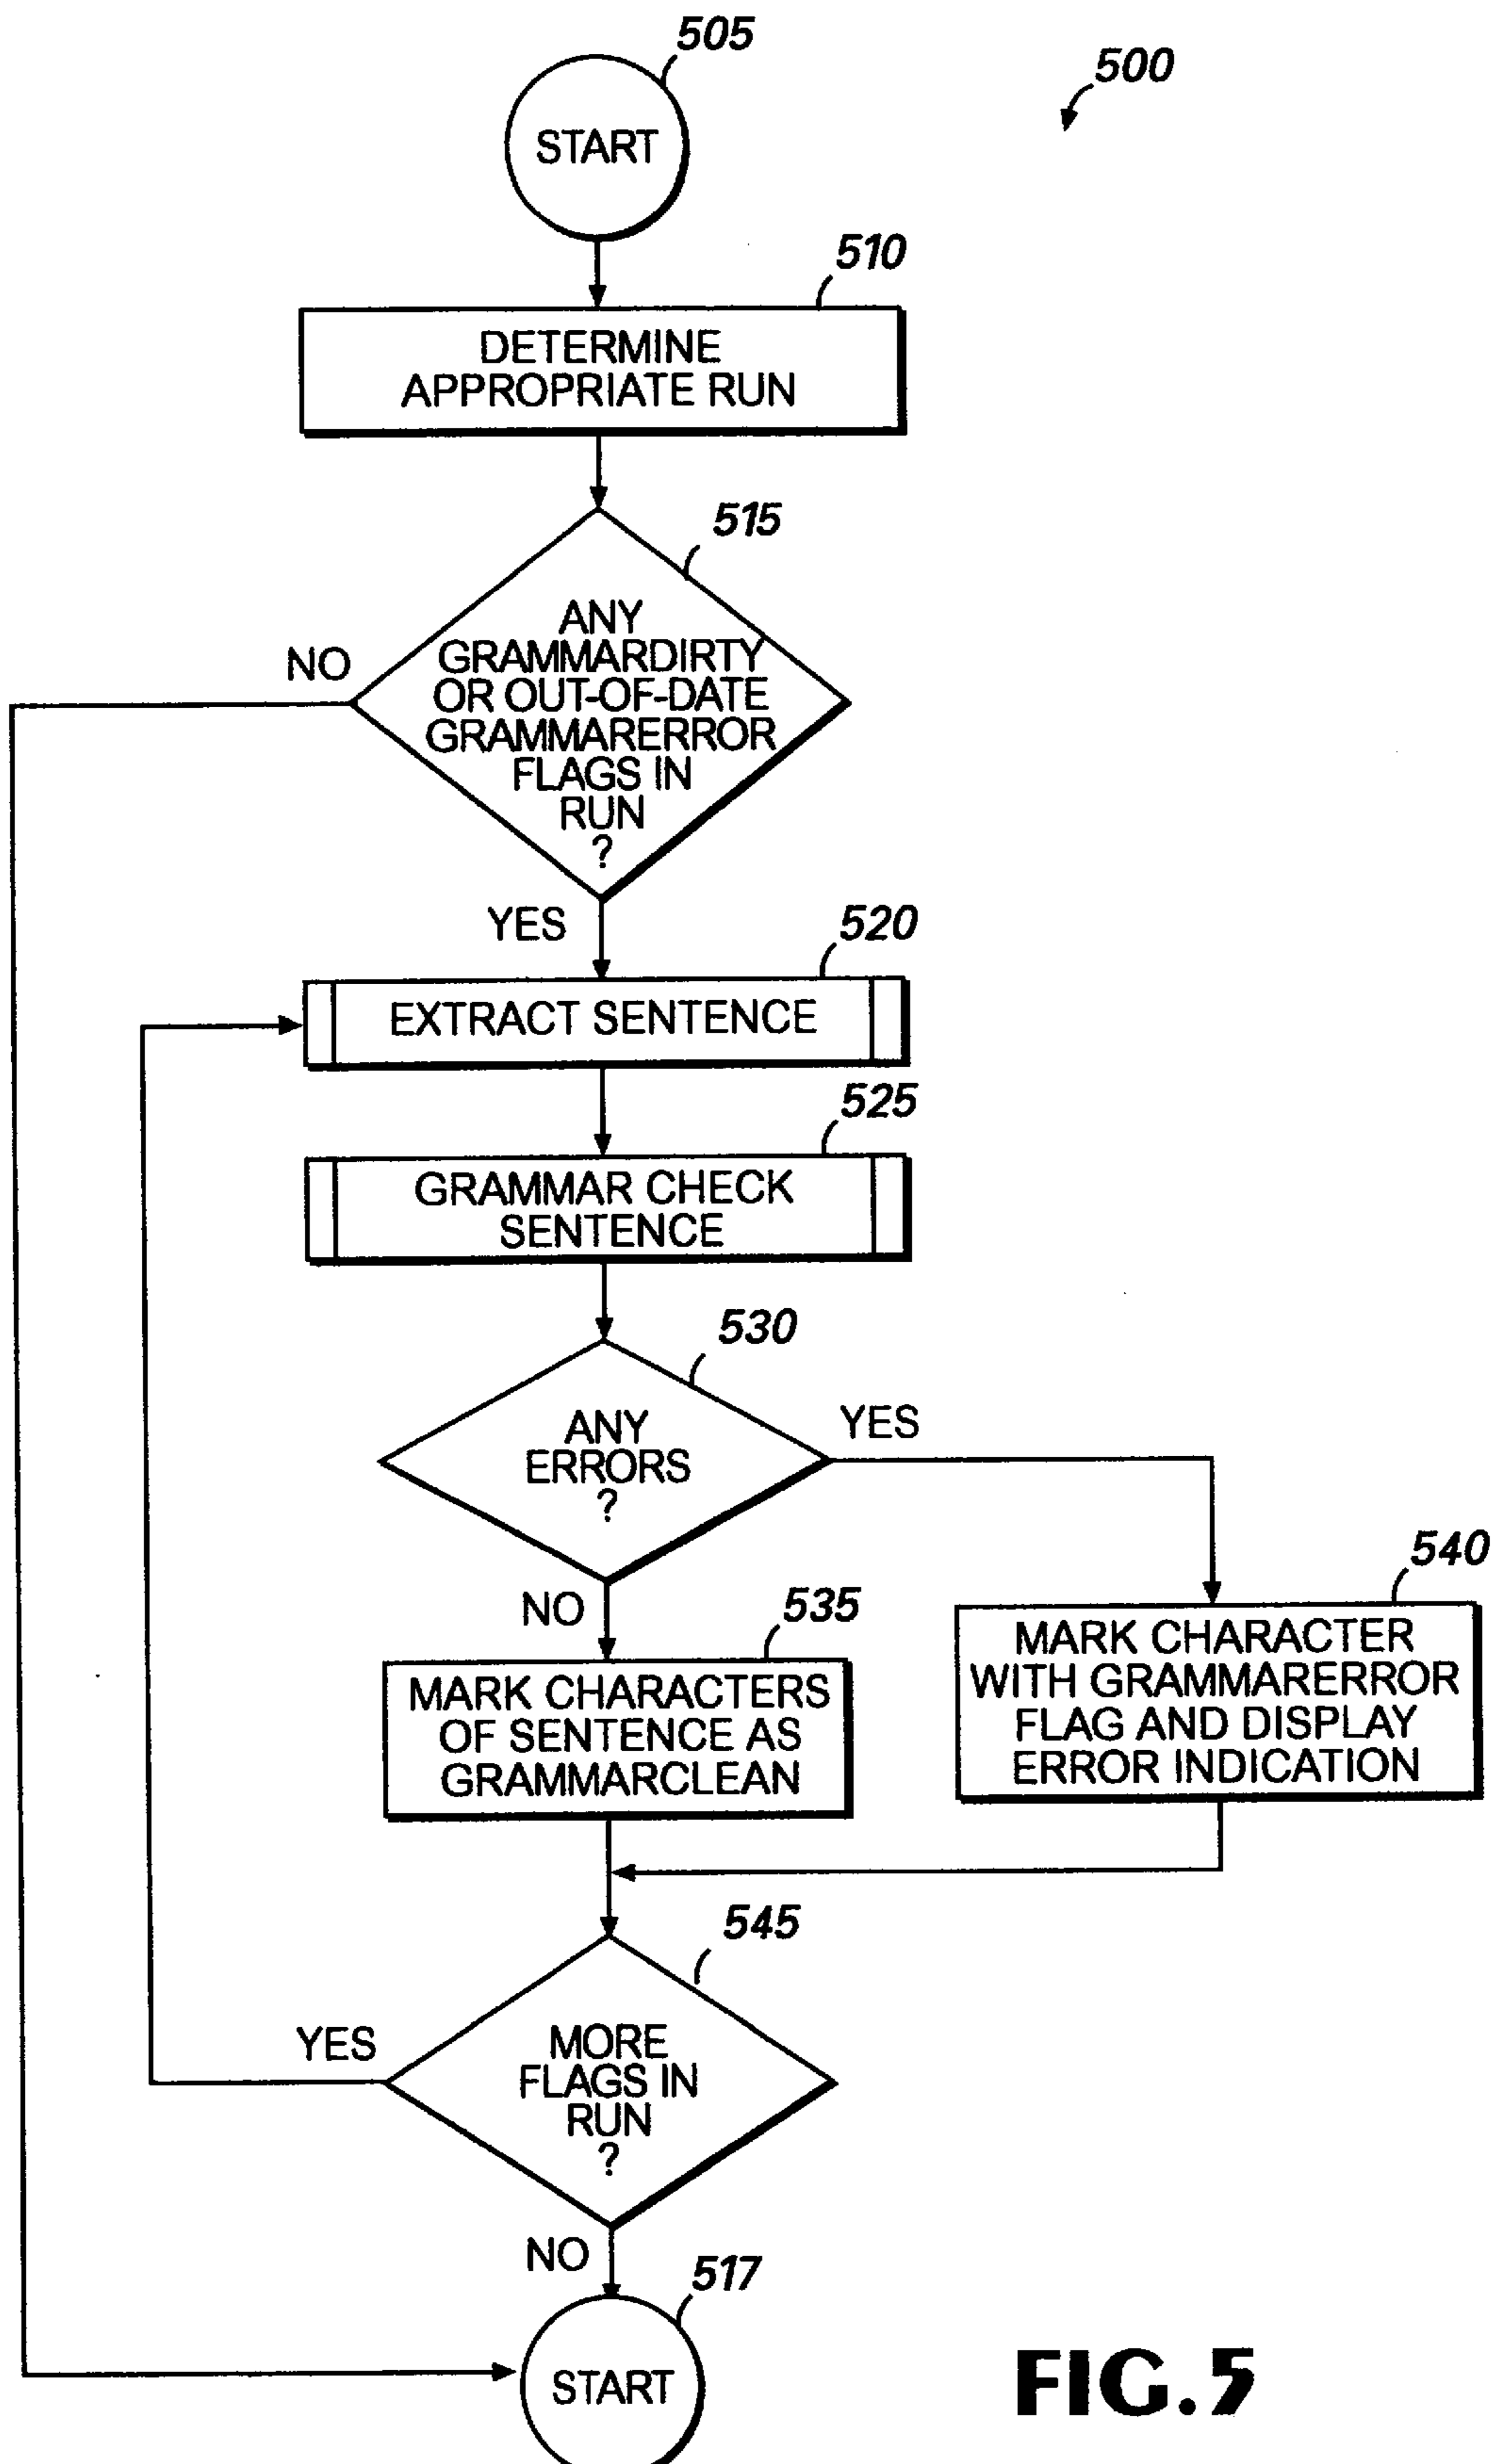 505
500
START
510
DETERMINE
APPROPRIATE RUN
515
ANY
GRAMMARDIRTY
OR OUT-OF-DATE
GRAMMARERROR
FLAGS IN
RUN
?
NO
YES
520
EXTRACT SENTENCE
525
GRAMMAR CHECK
SENTENCE
530
ANY
ERRORS
?
YES
NO
535
MARK CHARACTERS
OF SENTENCE AS
GRAMMARCLEAN
540
MARK CHARACTER
WITH GRAMMARERROR
FLAG AND DISPLAY
ERROR INDICATION
545
MORE
FLAGS IN
RUN
?
YES
NO
517
START
FIG.5